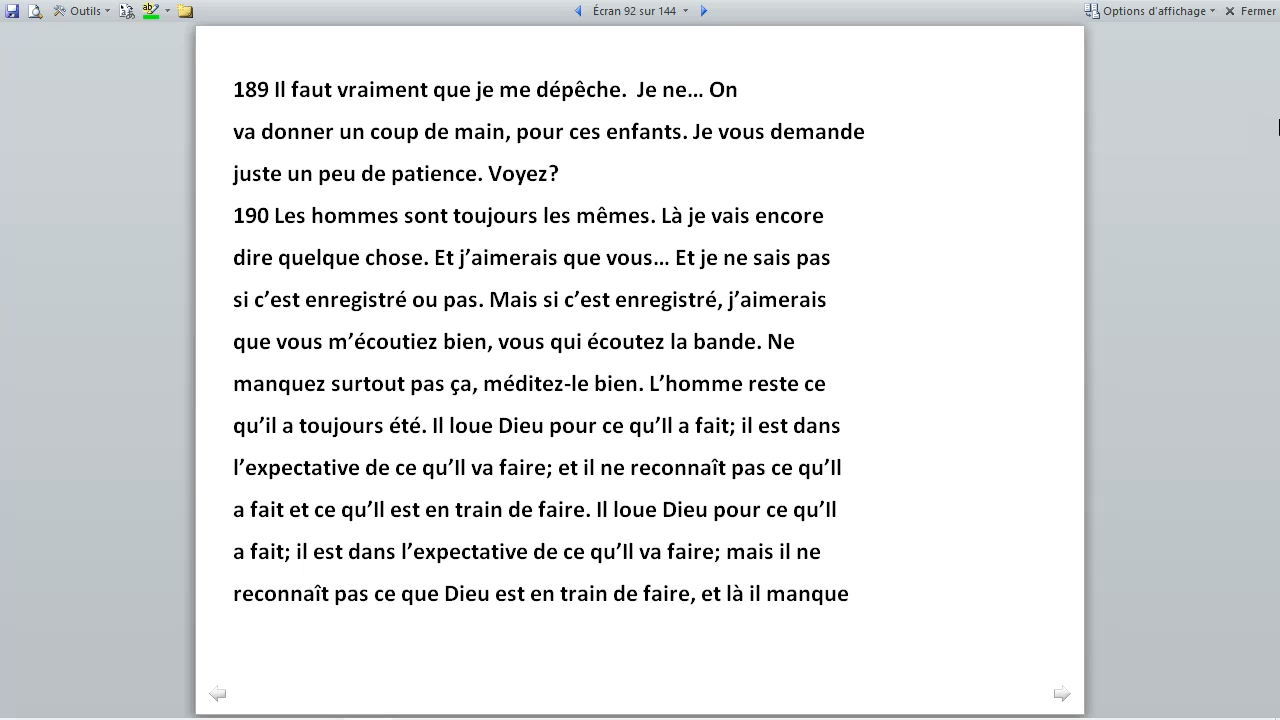 Outils
Écran 92 sur 144
Options d'affichage
Fermer
189 Il faut vraiment que je me dépêche.  Je ne... On
va donner un coup de main, pour ces enfants. Je vous demande
juste un peu de patience. Voyez?
190 Les hommes sont toujours les mêmes. Là je vais encore
dire quelque chose. Et j’aimerais que vous... Et je ne sais pas
si c’est enregistré ou pas. Mais si c’est enregistré, j’aimerais
que vous m’écoutiez bien, vous qui écoutez la bande. Ne
manquez surtout pas ça, méditez-le bien. L’homme reste ce
qu’il a toujours été. Il loue Dieu pour ce qu’Il a fait; il est dans
l’expectative de ce qu’Il va faire; et il ne reconnaît pas ce qu’Il
a fait et ce qu’Il est en train de faire. Il loue Dieu pour ce qu’Il
a fait; il est dans l’expectative de ce qu’Il va faire; mais il ne
reconnaît pas ce que Dieu est en train de faire, et là il manque